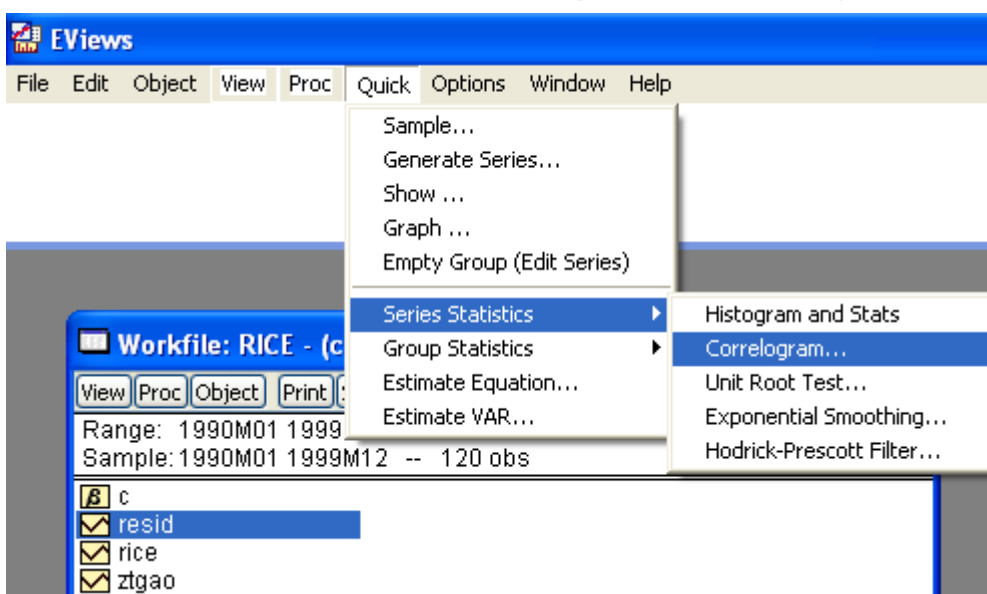 EViews
File Edit Object View Proc Quick Options Window Help
Sample...
Generate Series...
Show ...
Graph ...
Empty Group (Edit Series)
Series Statistics
Group Statistics
Estimate Equation...
Estimate VAR...
Histogram and Stats
Correlogram...
Unit Root Test...
Exponential Smoothing...
Hodrick-Prescott Filter...
Workfile: RICE - (c
View Proc Object Print
Range: 1990M01 1999
Sample: 1990M01 1999M12 -- 120 obs
β c
resid
rice
ztgao